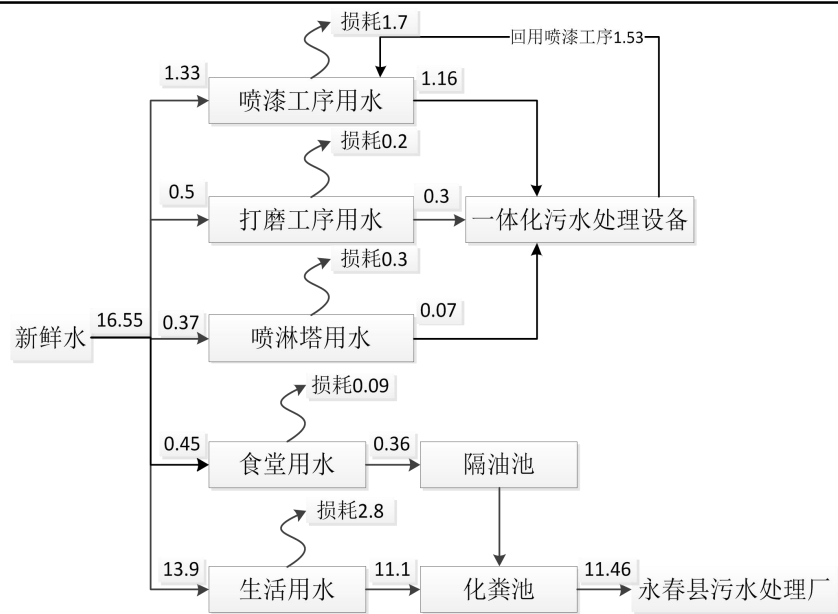 损耗1.7
回用喷漆工序1.53
1.33
喷漆工序用水
1.16
损耗0.2
0.5
打磨工序用水
0.3
一体化污水处理设备
损耗0.3
新鲜水
16.55
0.37
喷淋塔用水
0.07
损耗0.09
0.45
食堂用水
0.36
隔油池
损耗2.8
13.9
生活用水
11.1
化粪池
11.46
永春县污水处理厂